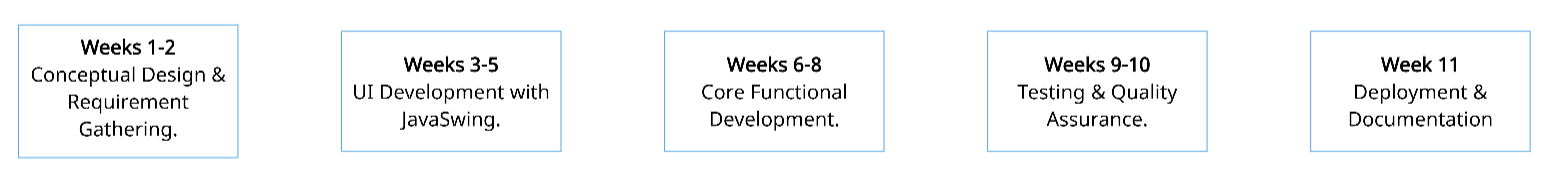 Weeks 1-2
Conceptual Design &
Requirement
Gathering.
Weeks 3-5
UI Development with
JavaSwing.
Weeks 6-8
Core Functional
Development.
Weeks 9-10
Testing & Quality
Assurance.
Week 11
Deployment &
Documentation